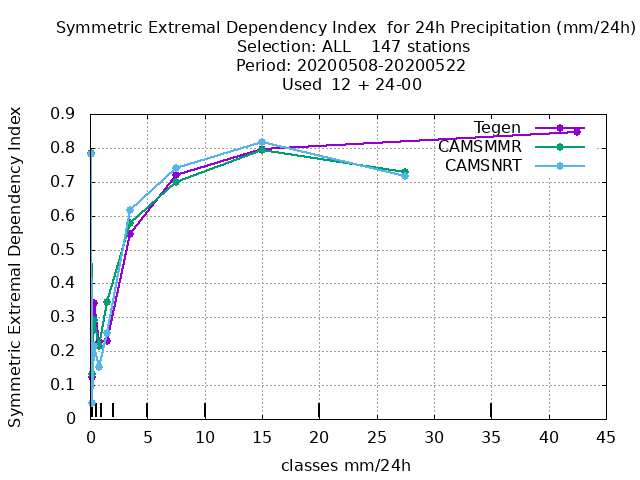 Symmetric Extremal Dependency Index  for 24h Precipitation (mm/24h)
Selection: ALL    147 stations
Period: 20200508-20200522
Used  12 + 24-00
Symmetric Extremal Dependency Index
0.9
0.8
0.7
0.6
0.5
0.4
0.3
0.2
0.1
0
Tegen
CAMSMMR
CAMSNRT
0 5 10 15 20 25 30 35 40 45
classes mm/24h